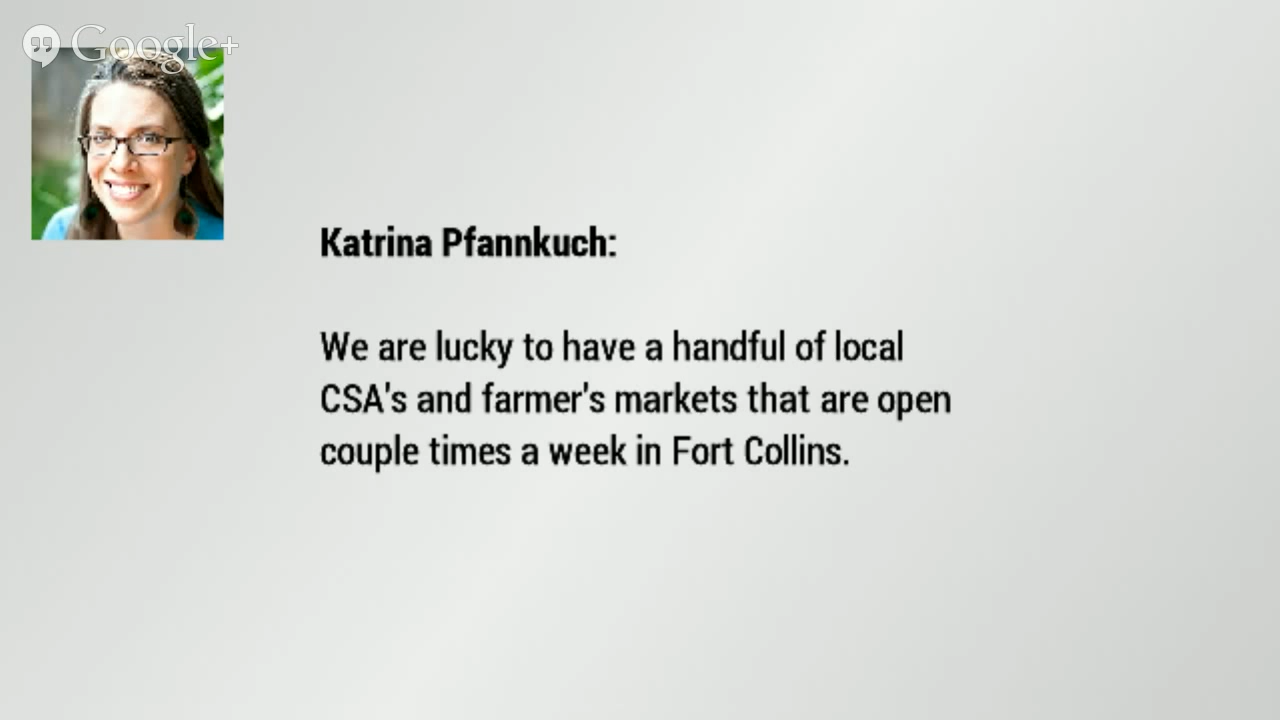 Google+
Katrina Pfannkuch:
We are lucky to have a handful of local
CSA's and farmer's markets that are open
couple times a week in Fort Collins.